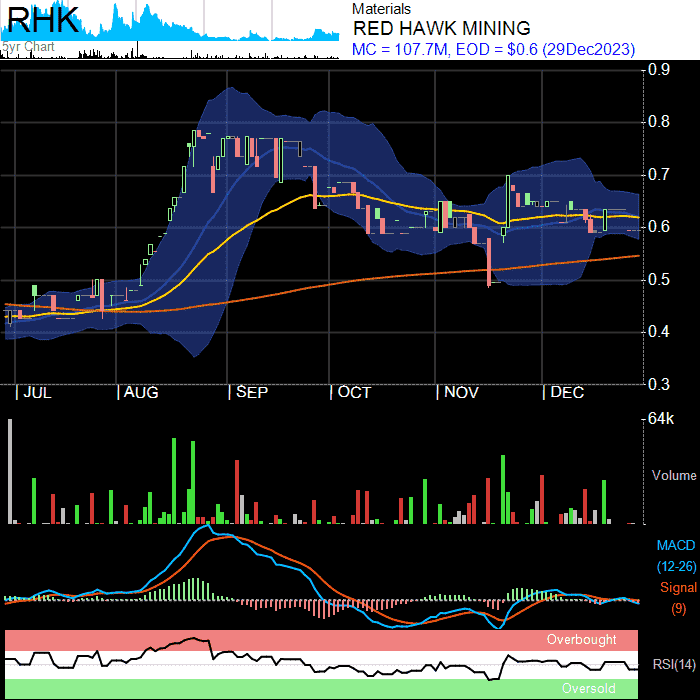 RHK
5yr Chart
Materials
RED HAWK MINING
MC = 107.7M, EOD = $0.6 (29Dec2023)
0.9
0.8
0.7
0.6
0.5
0.4
0.3
JUL AUG SEP OCT NOV DEC
64k
Volume
MACD
(12-26)
Signal
(9)
Overbought
RSI(14)
Oversold